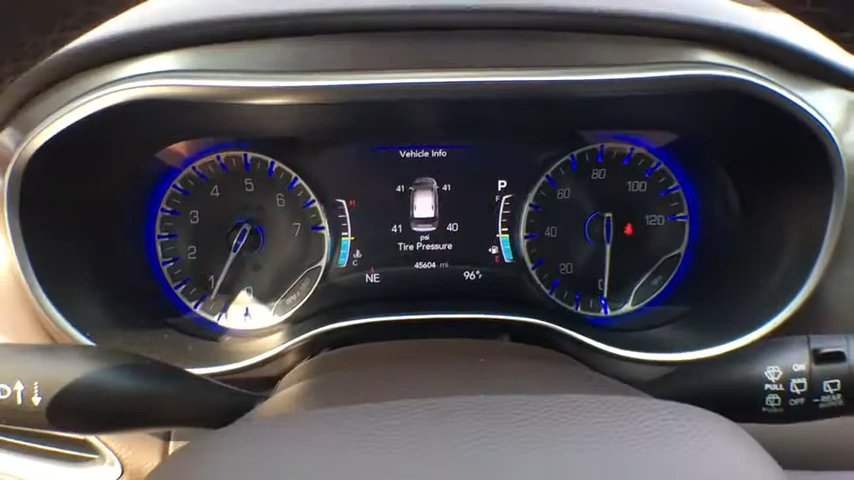 Vehicle Info
P
41 41
41 40
psi
Tire Pressure
45604 mi
NE
96°F
H
C
F
E
1
2
3
4
5
6
7
0
20
40
60
80
100
120
PULL
ON
OFF
REAR